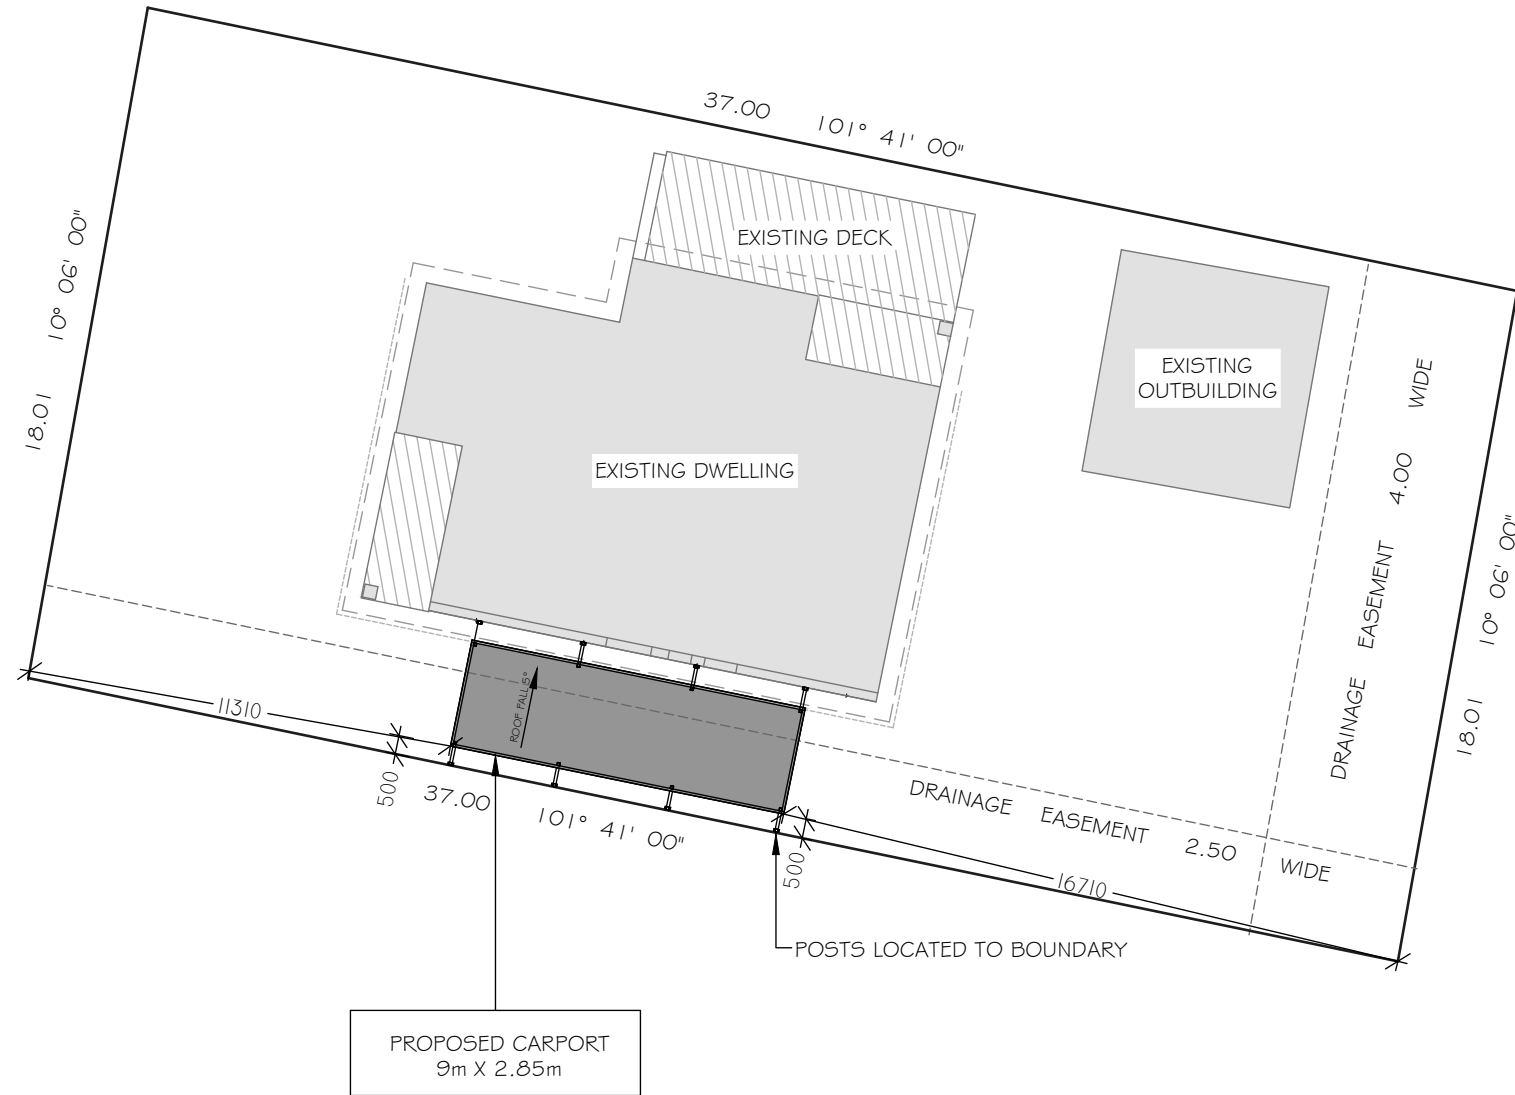 37.00 101° 41' 00"
EXISTING DECK
10° 06' 00"
18.01
EXISTING
OUTBUILDING
EXISTING DWELLING
DRAINAGE EASEMENT 4.00 WIDE
10° 06' 00"
18.01
ROOF FALL 5°
11310
500
37.00 101° 41' 00"
DRAINAGE EASEMENT 2.50 WIDE
500
16710
POSTS LOCATED TO BOUNDARY
PROPOSED CARPORT
9m X 2.85m